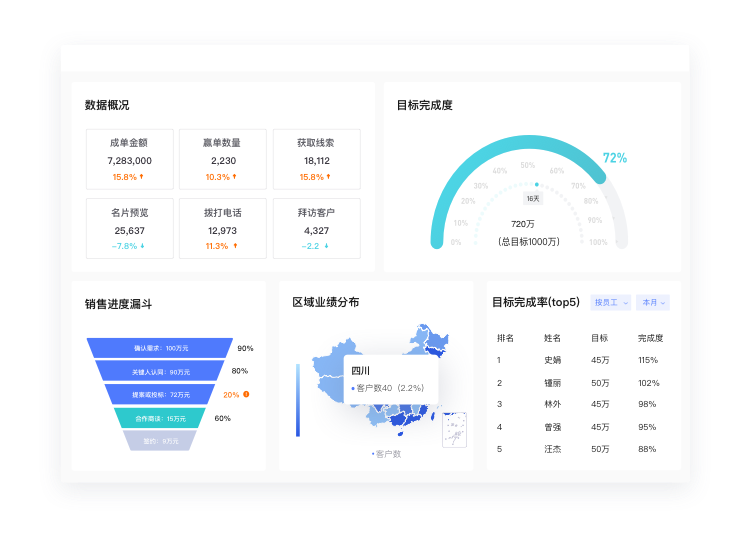 数据概况
成单金额
7,283,000
15.8%
赢单数量
2,230
10.3%
获取线索
18,112
15.8%
名片预览
25,637
-7.8%
拨打电话
12,973
11.3%
拜访客户
4,327
-2.2
目标完成度
72%
0%
10%
20%
30%
40%
50%
60%
70%
80%
90%
100%
16天
720万
(总目标1000万)
销售进度漏斗
确认需求：100万元
90%
关键人认同：90万元
80%
提案或投标：72万元
20%
合作商谈：15万元
60%
签约：9万元
区域业绩分布
四川
客户数40 (2.2%)
客户数
目标完成率(top5)
按员工
本月
排名 姓名 目标 完成度
1 史娟 45万 115%
2 锺丽 50万 102%
3 林外 45万 98%
4 曾强 45万 95%
5 汪杰 50万 88%